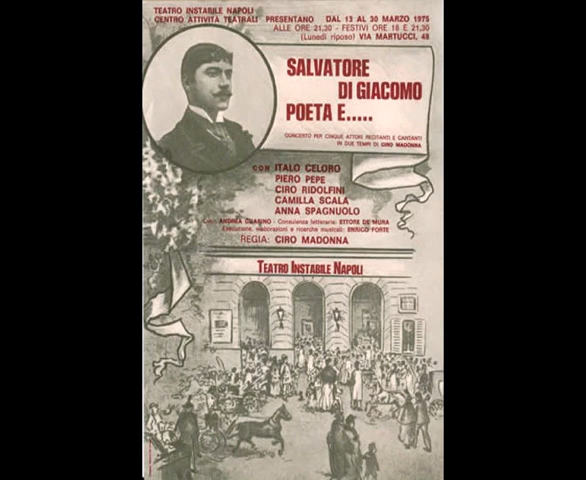 TEATRO INSTABILE NAPOLI
CENTRO ATTIVITÀ TEATRALI PRESENTANO DAL 13 AL 30 MARZO 1975
ALLE ORE 21,30 - FESTIVI ORE 18 E 21,30
(Lunedì riposo) VIA MARTUCCI, 48
SALVATORE
DI GIACOMO
POETA E.....
CONCERTO PER CINQUE ATTORI RECITANTI E CANTANTI
IN DUE TEMPI DI CIRO MADONNA
CON ITALO CELORO
PIERO PEPE
CIRO RIDOLFINI
CAMILLA SCALA
ANNA SPAGNUOLO
ANDREA - Consulenza letteraria: ETTORE DE MURA
Esecuzione, elaborazioni e ricerche musicali: ENRICO FORTE
REGIA: CIRO MADONNA
TEATRO INSTABILE NAPOLI